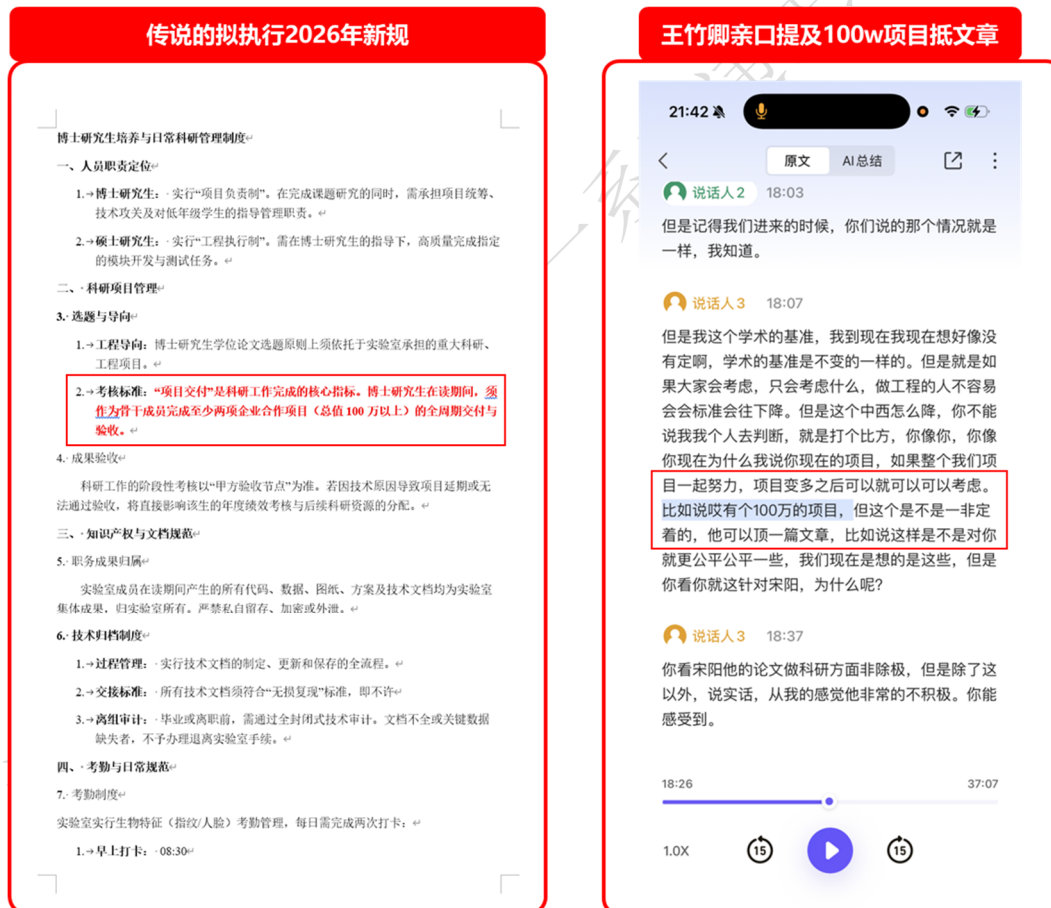 传说的拟执行2026年新规
博士研究生培养与日常科研管理制度
一、人员职责定位
1.→博士研究生：·实行“项目负责制”。在完成课题研究的同时，需承担项目统筹、
技术攻关及对低年级学生的指导管理职责。
2.→硕士研究生：·实行“工程执行制”。需在博士研究生的指导下，高质量完成指定
的模块开发与测试任务。
二、·科研项目管理
3.·选题与导向
1.→工程导向：博士研究生学位论文选题原则上须依托于实验室承担的重大科研、
工程项目。
2.→考核标准：“项目交付”是科研工作完成的核心指标。博士研究生在读期间，须
作为骨干成员完成至少两项企业合作项目（总值 100 万以上）的全周期交付与
验收。
4.·成果验收
科研工作的阶段性考核以“甲方验收节点”为准。若因技术原因导致项目延期或无
法通过验收，将直接影响该生的年度绩效考核与后续科研资源的分配。
三、·知识产权与文档规范
5.·职务成果归属
实验室成员在读期间产生的所有代码、数据、图纸、方案及技术文档均为实验室
集体成果，归实验室所有。严禁私自留存、加密或外泄。
6.·技术归档制度
1.→过程管理：·实行技术文档的制定、更新和保存的全流程。
2.→交接标准：·所有技术文档须符合“无损复现”标准，即不许
3.→离组审计：·毕业或离职前，需通过全封闭式技术审计。文档不全或关键数据
缺失者，不予办理退离实验室手续。
四、·考勤与日常规范
7.·考勤制度
实验室实行生物特征（指纹/人脸）考勤管理，每日需完成两次打卡：
1.→早上打卡：·08:30
王竹卿亲口提及100w项目抵文章
21:42
原文 AI总结
说话人2 18:03
但是记得我们进来的时候，你们说的那个情况就是
一样，我知道。
说话人3 18:07
但是我这个学术的基准，我到现在我现在想好像没
有定啊，学术的基准是不变的一样的。但是就是如
果大家会考虑，只会考虑什么，做工程的人不容易
会会标准会往下降。但是这个中西怎么降，你不能
说我我个人去判断，就是打个比方，你像你，你像
你现在为什么我说你现在的项目，如果整个我们项
目一起努力，项目变多之后可以就可以可以考虑。
比如说哎有个100万的项目，但这个是不是一非定
着的，他可以顶一篇文章，比如说这样是不是对你
就更公平公平一些，我们现在是想的是这些，但是
你看你就这针对宋阳，为什么呢？
说话人3 18:37
你看宋阳他的论文做科研方面非除极，但是除了这
以外，说实话，从我的感觉他非常的不积极。你能
感受到。
18:26 37:07
1.0X 15 15